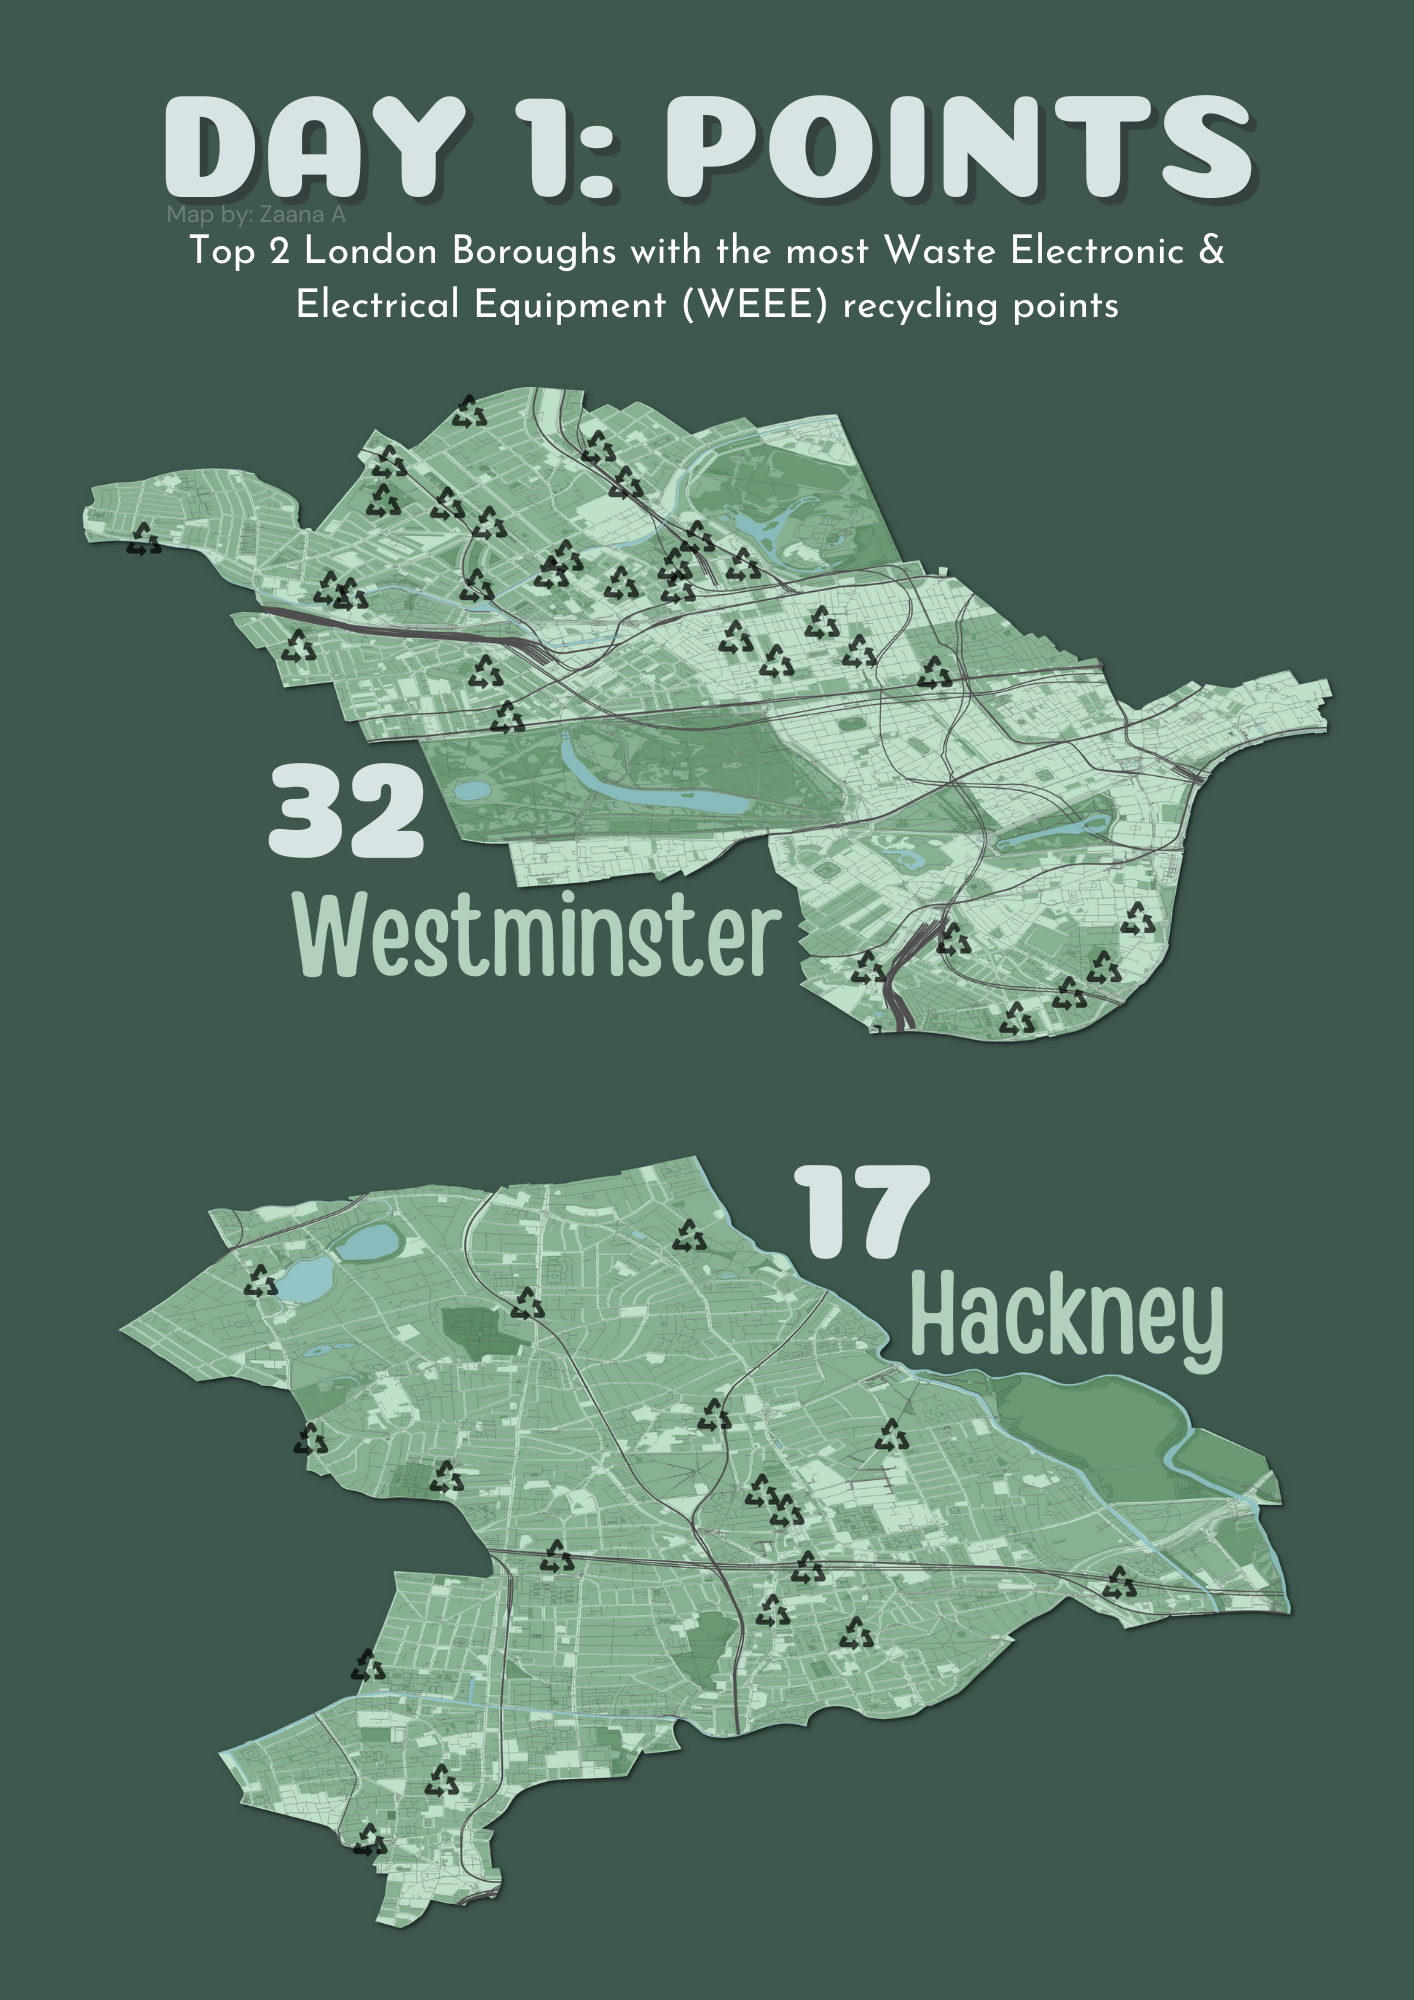 DAY 1: POINTS
Map by: Zaana A
Top 2 London Boroughs with the most Waste Electronic &
Electrical Equipment (WEEE) recycling points
32
Westminster
17
Hackney